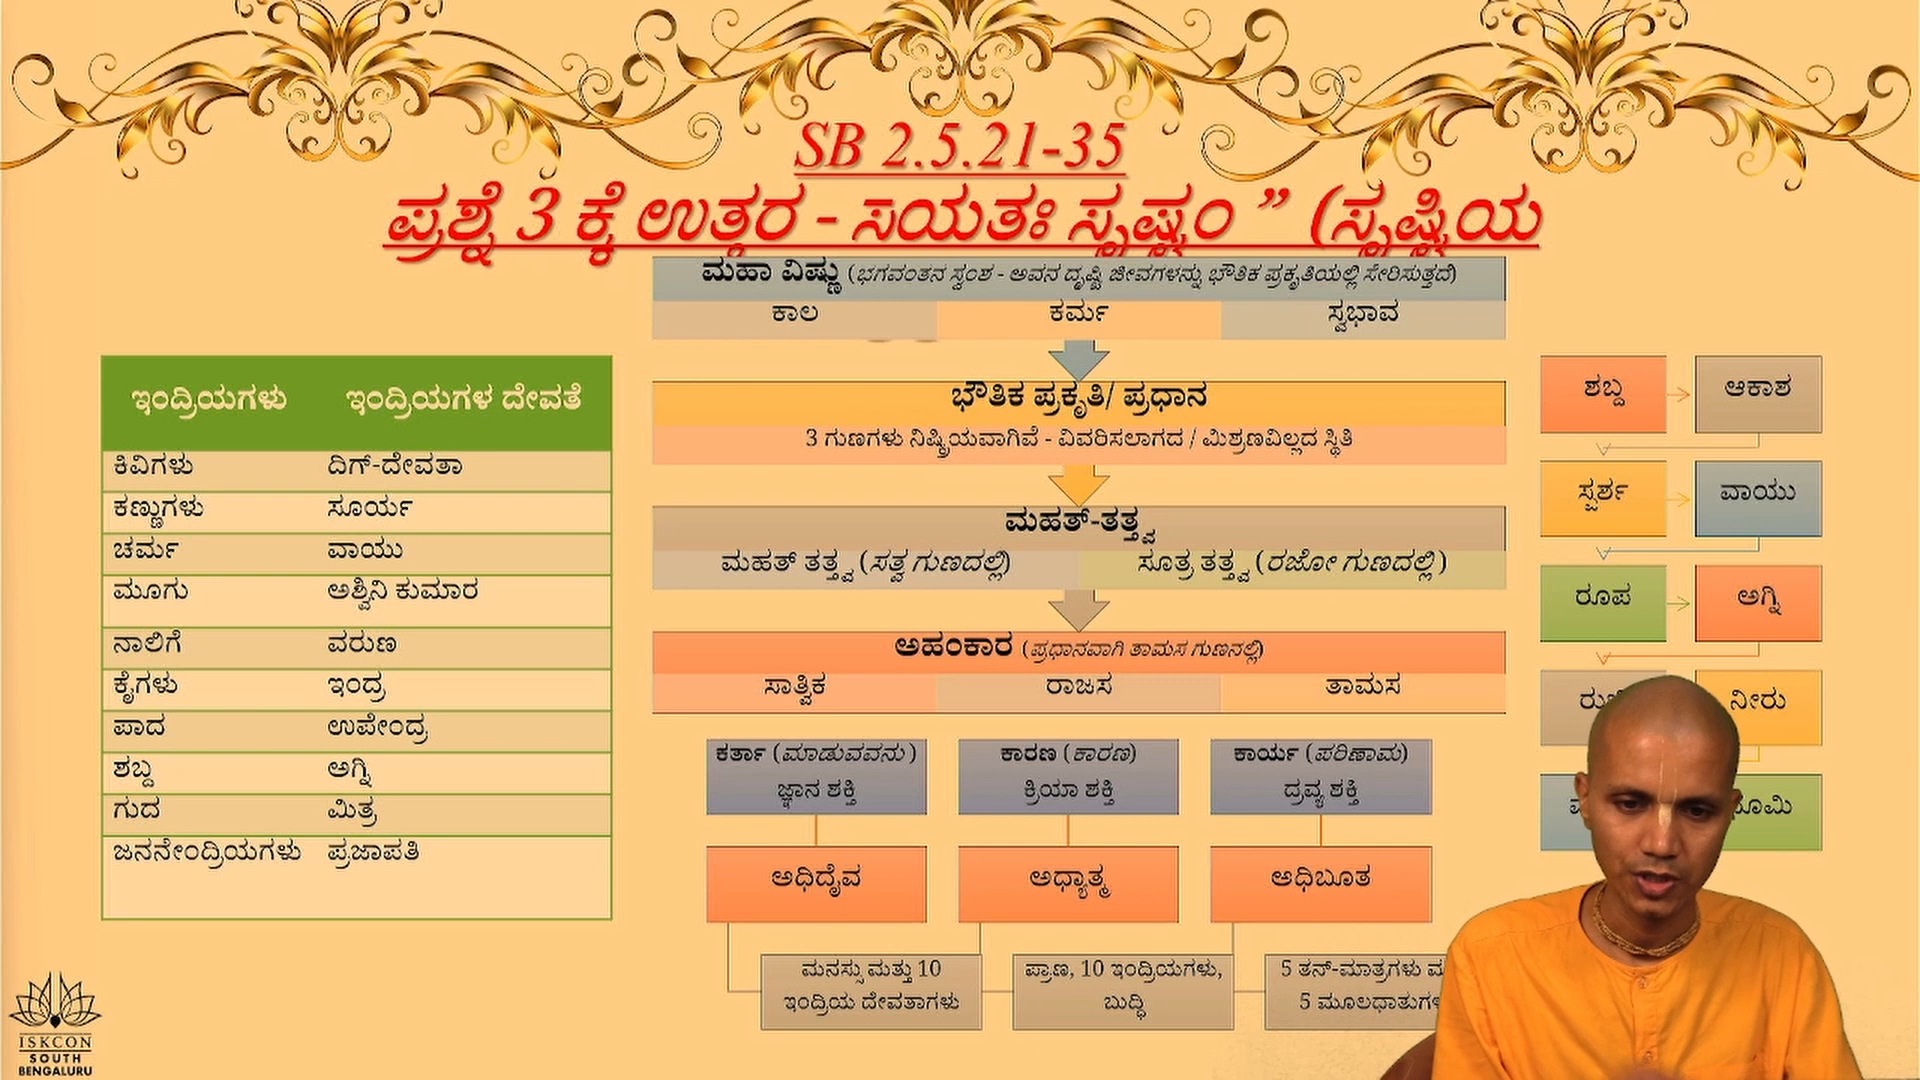 SB 2.5.21-35
ಪ್ರಶ್ನೆ 3 ಕ್ಕೆ ಉತ್ತರ - ಸಯತಃ ಸೃಷ್ಟಂ ” (ಸೃಷ್ಟಿಯ
ಮಹಾ ವಿಷ್ಣು (ಭಗವಂತನ ಸ್ವಂಶ - ಅವನ ದೃಷ್ಟಿ ಜೀವಗಳನ್ನು ಭೌತಿಕ ಪ್ರಕೃತಿಯಲ್ಲಿ ಸೇರಿಸುತ್ತದೆ)
ಕಾಲ ಕರ್ಮ ಸ್ವಭಾವ
ಭೌತಿಕ ಪ್ರಕೃತಿ/ ಪ್ರಧಾನ
3 ಗುಣಗಳು ನಿಷ್ಕ್ರಿಯವಾಗಿವೆ - ವಿವರಿಸಲಾಗದ / ಮಿಶ್ರಣವಿಲ್ಲದ ಸ್ಥಿತಿ
ಮಹತ್-ತತ್ತ್ವ
ಮಹತ್ ತತ್ತ್ವ (ಸತ್ವ ಗುಣದಲ್ಲಿ) ಸೂತ್ರ ತತ್ತ್ವ (ರಜೋ ಗುಣದಲ್ಲಿ )
ಅಹಂಕಾರ (ಪ್ರಧಾನವಾಗಿ ತಾಮಸ ಗುಣನಲ್ಲಿ)
ಸಾತ್ವಿಕ ರಾಜಸ ತಾಮಸ
ಕರ್ತಾ (ಮಾಡುವವನು ) ಕಾರಣ (ಕಾರಣ) ಕಾರ್ಯ (ಪರಿಣಾಮ)
ಜ್ಞಾನ ಶಕ್ತಿ ಕ್ರಿಯಾ ಶಕ್ತಿ ದ್ರವ್ಯ ಶಕ್ತಿ
ಅಧಿದೈವ ಅಧ್ಯಾತ್ಮ ಅಧಿಬೂತ
ಮನಸ್ಸು ಮತ್ತು 10 ಪ್ರಾಣ, 10 ಇಂದ್ರಿಯಗಳು, 5 ತನ್-ಮಾತ್ರಗಳು
ಇಂದ್ರಿಯ ದೇವತಾಗಳು ಬುದ್ಧಿ 5
ಇಂದ್ರಿಯಗಳು ಇಂದ್ರಿಯಗಳ ದೇವತೆ
ಕಿವಿಗಳು ದಿಗ್-ದೇವತಾ
ಕಣ್ಣುಗಳು ಸೂರ್ಯ
ಚರ್ಮ ವಾಯು
ಮೂಗು ಅಶ್ವಿನಿ ಕುಮಾರ
ನಾಲಿಗೆ ವರುಣ
ಕೈಗಳು ಇಂದ್ರ
ಪಾದ ಉಪೇಂದ್ರ
ಶಬ್ದ ಅಗ್ನಿ
ಗುದ ಮಿತ್ರ
ಜನನೇಂದ್ರಿಯಗಳು ಪ್ರಜಾಪತಿ
ಶಬ್ದ ಆಕಾಶ
ಸ್ಪರ್ಶ ವಾಯು
ರೂಪ ಅಗ್ನಿ
ನೀರು
ISKCON
SOUTH
BENGALURU